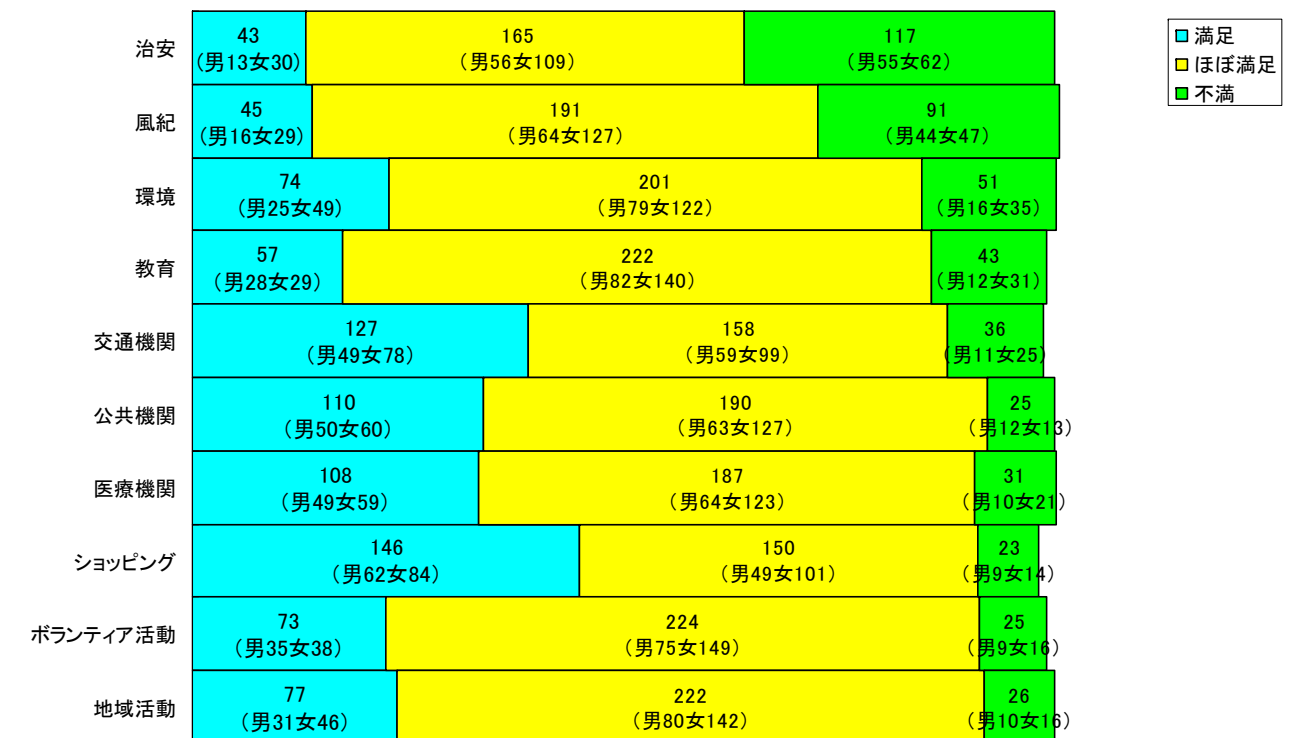 治安
43
(男13女30)
165
(男56女109)
117
(男55女62)
風紀
45
(男16女29)
191
(男64女127)
91
(男44女47)
環境
74
(男25女49)
201
(男79女122)
51
(男16女35)
教育
57
(男28女29)
222
(男82女140)
43
(男12女31)
交通機関
127
(男49女78)
158
(男59女99)
36
(男11女25)
公共機関
110
(男50女60)
190
(男63女127)
25
(男12女13)
医療機関
108
(男49女59)
187
(男64女123)
31
(男10女21)
ショッピング
146
(男62女84)
150
(男49女101)
23
(男9女14)
ボランティア活動
73
(男35女38)
224
(男75女149)
25
(男9女16)
地域活動
77
(男31女46)
222
(男80女142)
26
(男10女16)
満足
ほぼ満足
不満